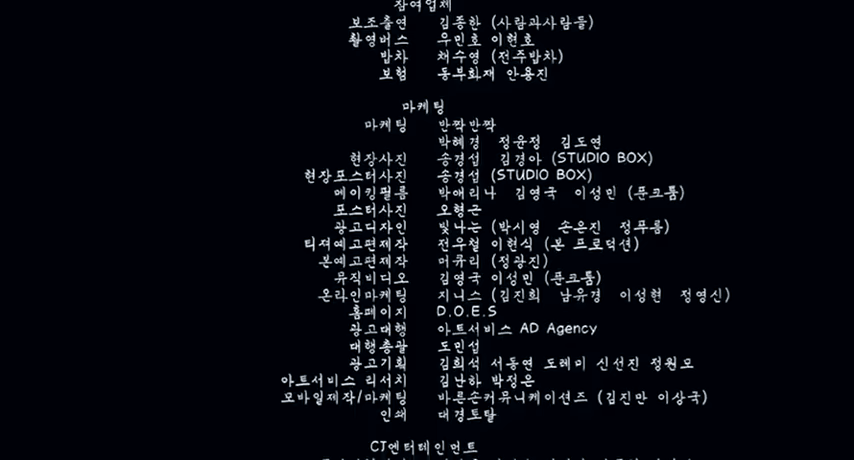 참여업체
보조출연 김종한 (사람과사람들)
촬영버스 우민호 이현호
밥차 채수영 (전주밥차)
보험 동부화재 안용진
마케팅
마케팅 반짝반짝
박혜경 정윤정 김도연
현장사진 송경섭 김경아 (STUDIO BOX)
현장포스터사진 송경섭 (STUDIO BOX)
메이킹필름 박애리나 김영국 이성민 (푼크툼)
포스터사진 오형근
광고디자인 빛나는 (박시영 손은진 정푸름)
티져예고편제작 전우철 이현식 (본 프로덕션)
본예고편제작 머큐리 (정광진)
뮤직비디오 김영국 이성민 (푼크툼)
온라인마케팅 지니스 (김진희 남유경 이성현 정영신)
홈페이지 D.O.E.S
광고대행 아트서비스 AD Agency
대행총괄 도민섭
광고기획 김희석 서동연 도레미 신선진 정원모
아트서비스 리서치 김난하 박정은
모바일제작/마케팅 바른손커뮤니케이션즈 (김진만 이상국)
인쇄 대경토탈
CJ엔터테인먼트